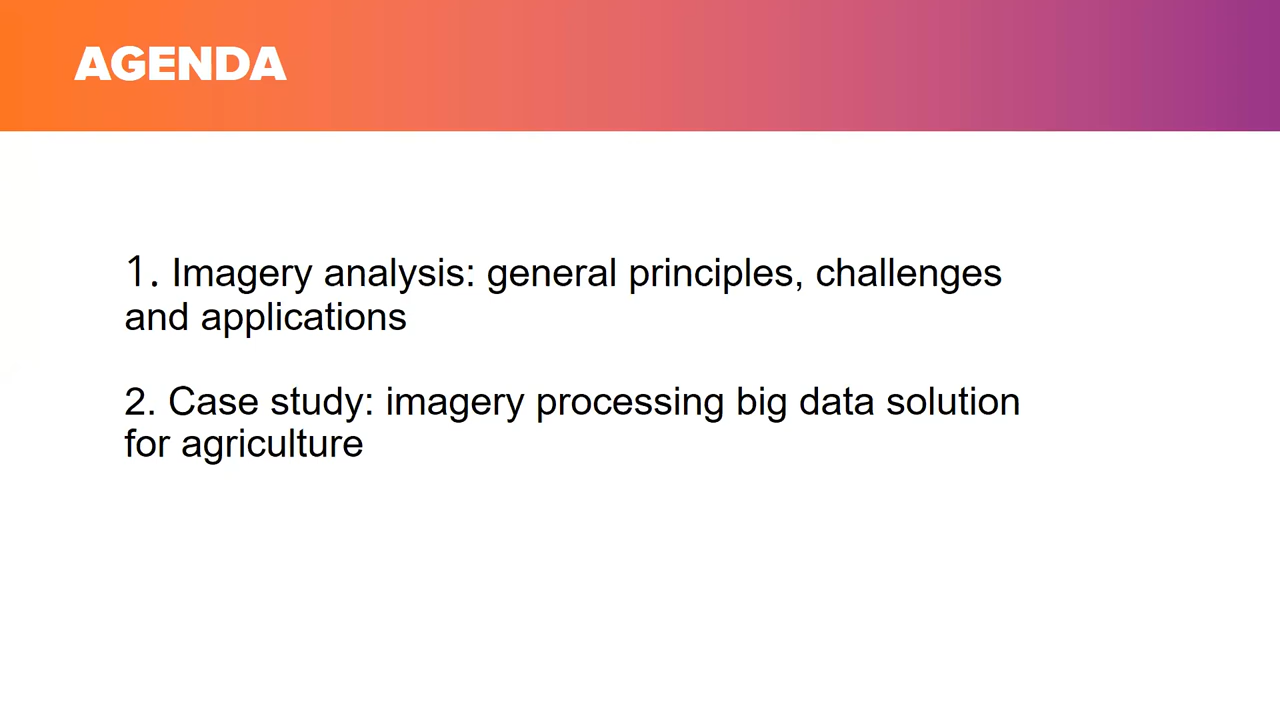 AGENDA
1. Imagery analysis: general principles, challenges
and applications
2. Case study: imagery processing big data solution
for agriculture